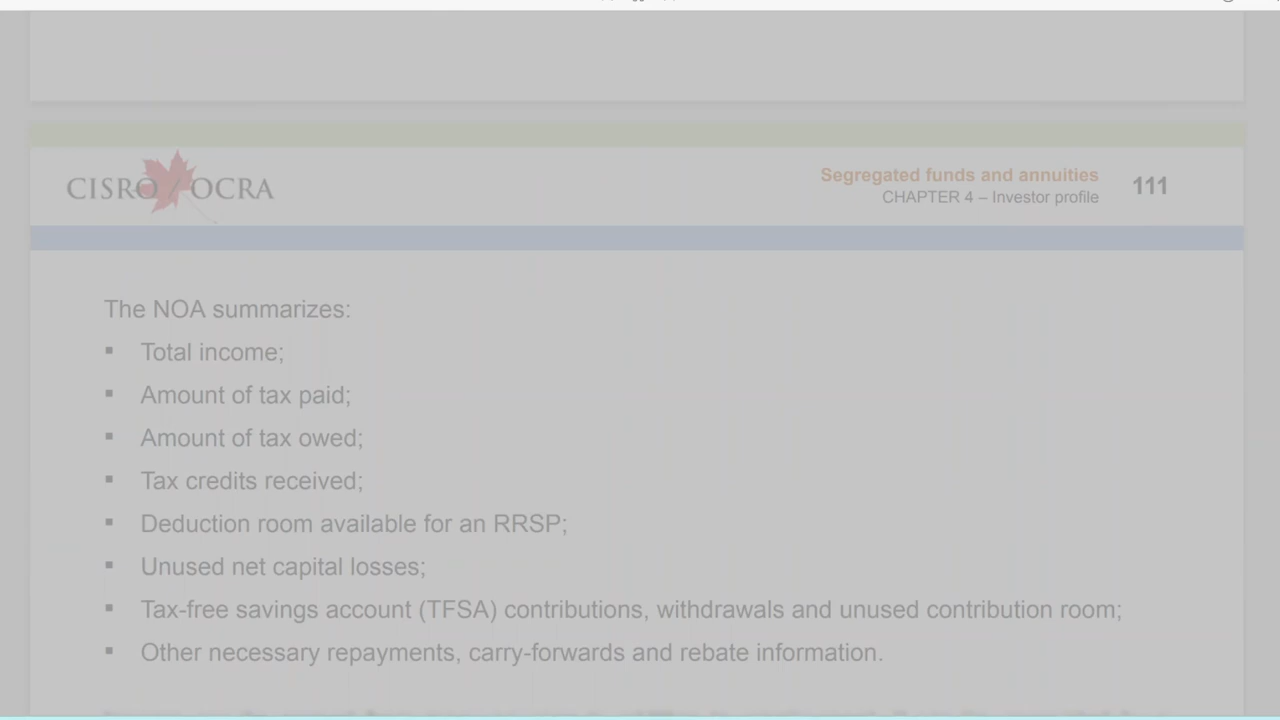 CISRO / OCRA
Segregated funds and annuities
CHAPTER 4 – Investor profile
111
The NOA summarizes:
▪ Total income;
▪ Amount of tax paid;
▪ Amount of tax owed;
▪ Tax credits received;
▪ Deduction room available for an RRSP;
▪ Unused net capital losses;
▪ Tax-free savings account (TFSA) contributions, withdrawals and unused contribution room;
▪ Other necessary repayments, carry-forwards and rebate information.